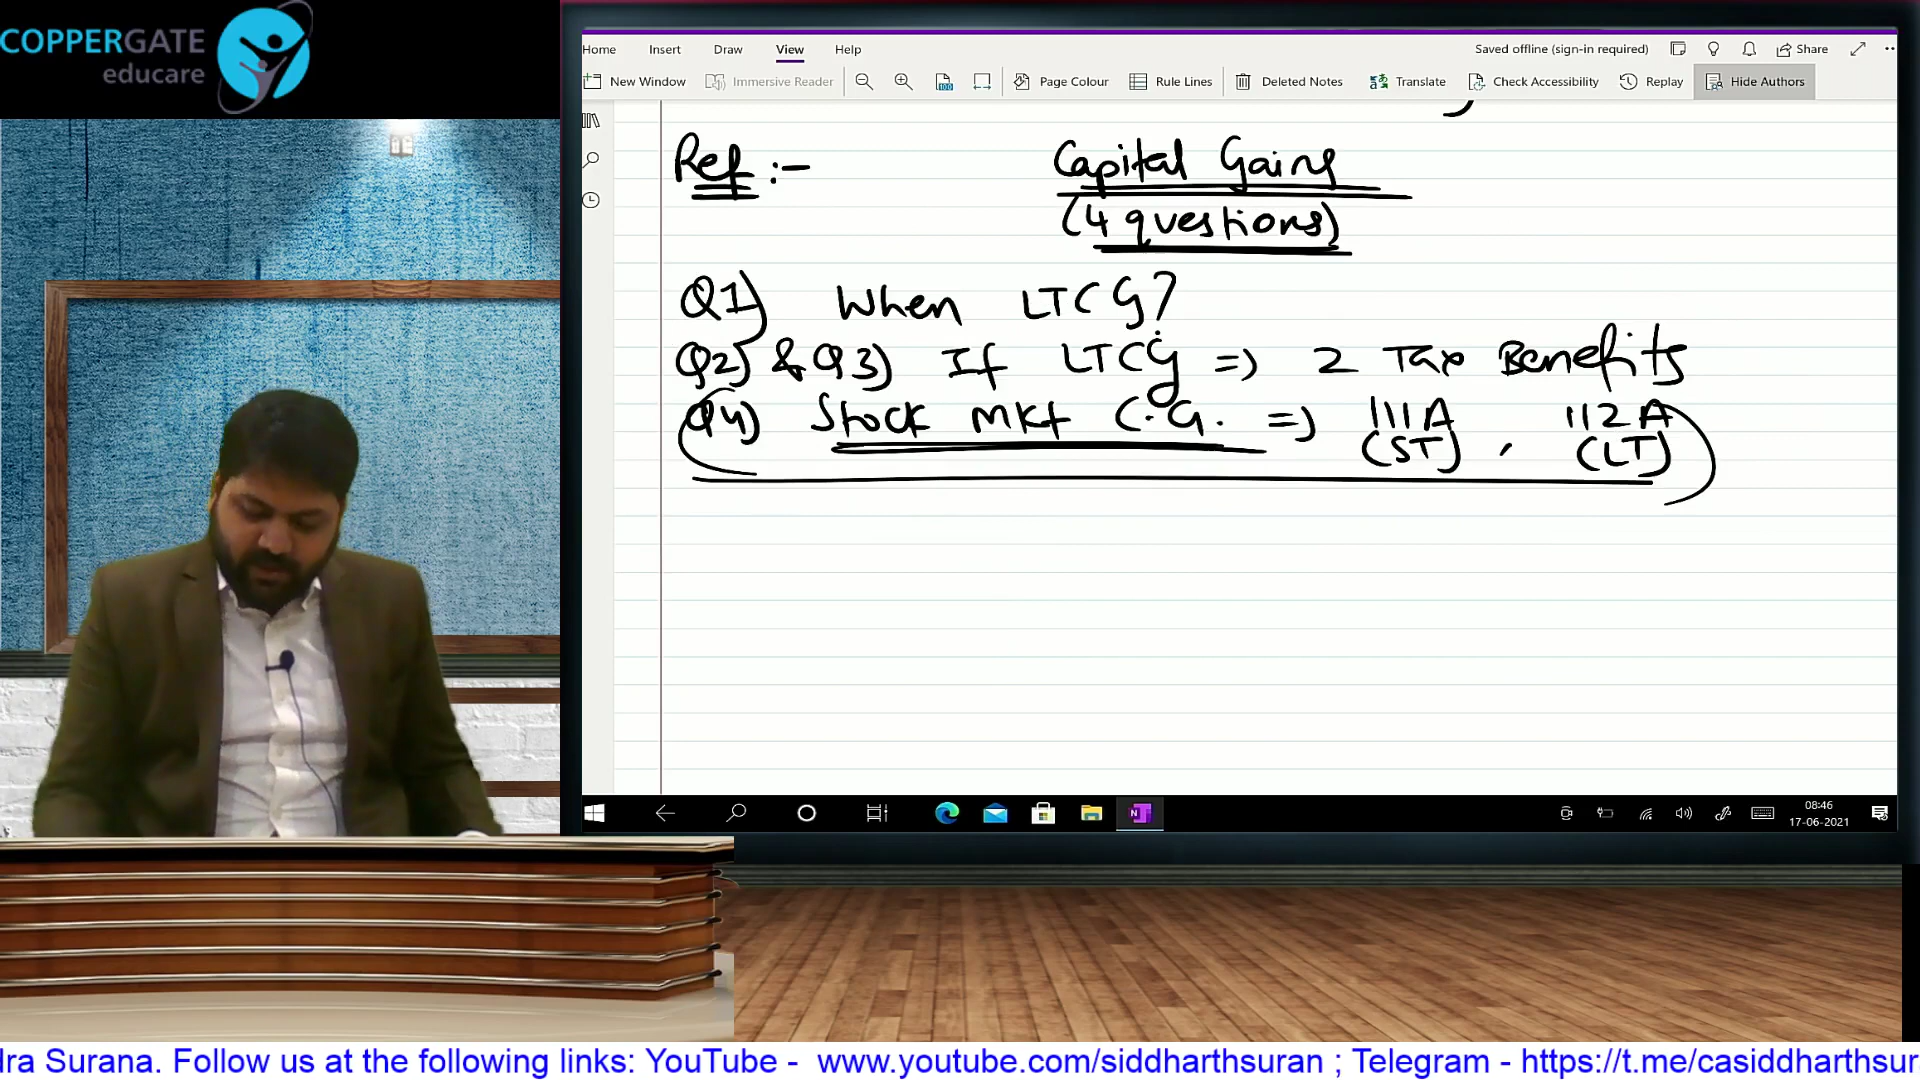 COPPERGATE
educare
Home Insert Draw View Help Saved offline (sign-in required) Share
New Window Immersive Reader 100 Page Colour Rule Lines Deleted Notes Translate Check Accessibility Replay Hide Authors
Ref :- Capital Gains
(4 questions)
Q1) When LTCG?
Q2) & Q3) If LTCG => 2 Tax Benefits
Q4) Stock Mkt C.G. => 111A 112A
(ST) , (LT)
08:46
17-06-2021
dra Surana. Follow us at the following links: YouTube - www.youtube.com/siddharthsuran ; Telegram - https://t.me/casiddharthsur